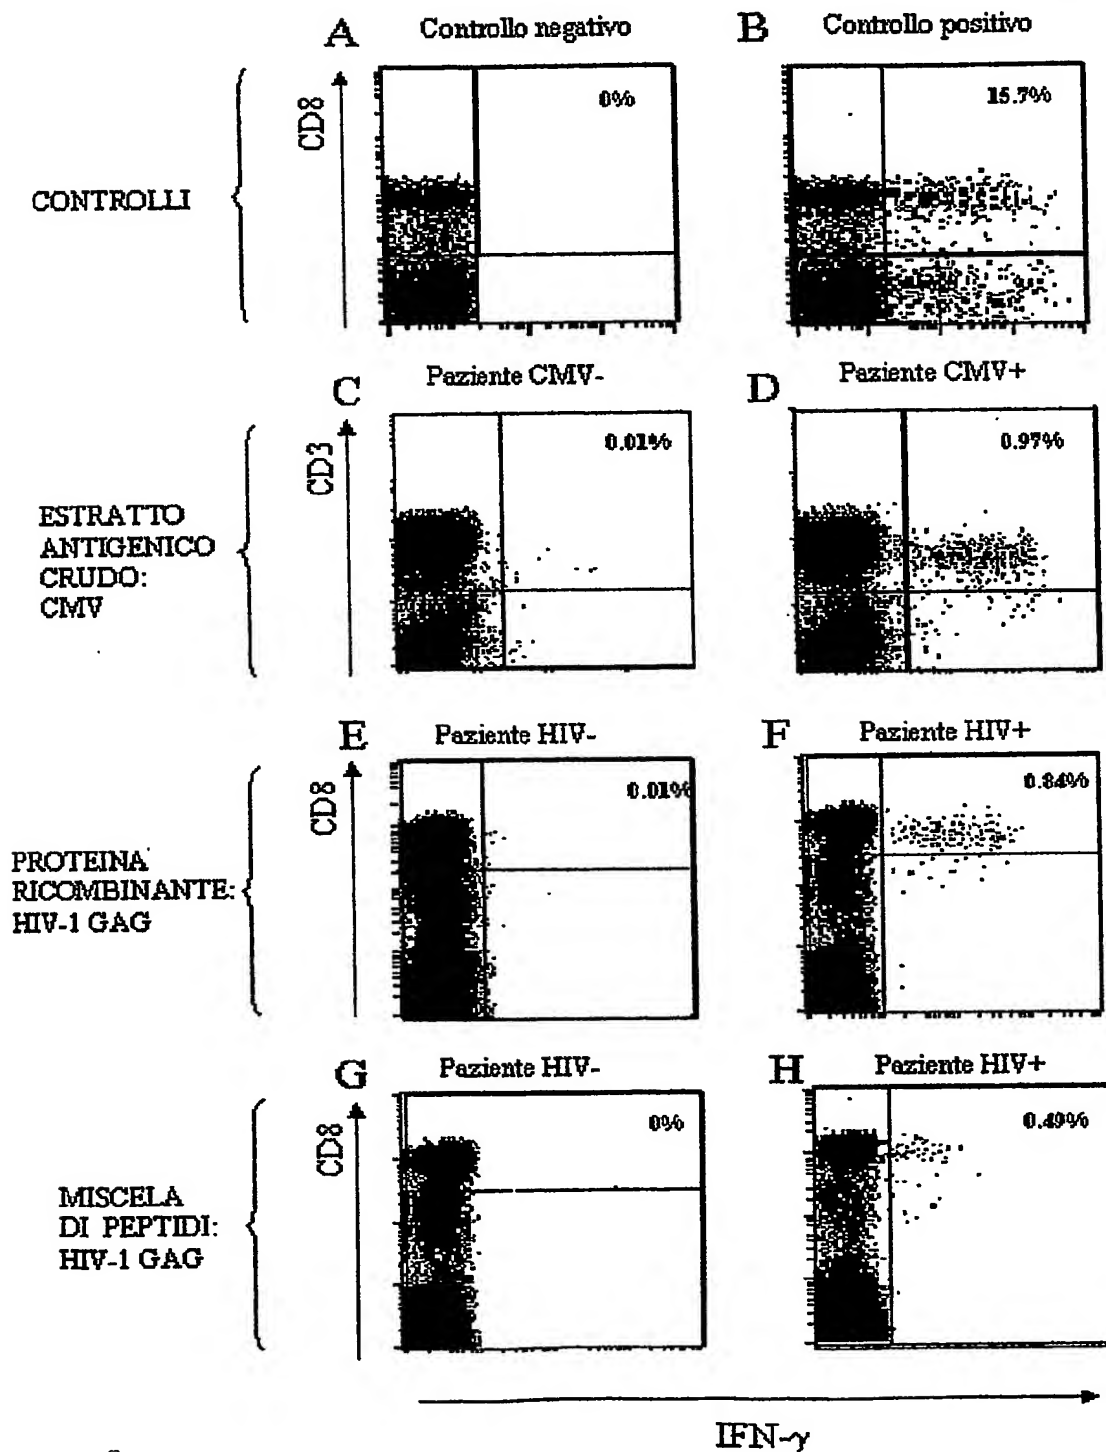 A Controllo negativo
B Controllo positivo
CONTROLLI
CD8
0%
15.7%
C Paziente CMV-
D Paziente CMV+
ESTRATTO
ANTIGENICO
CRUDO:
CMV
CD3
0.01%
0.97%
E Paziente HIV-
F Paziente HIV+
PROTEINA
RICOMBINANTE:
HIV-1 GAG
CD8
0.01%
0.84%
G Paziente HIV-
H Paziente HIV+
MISCELA
DI PEPTIDI:
HIV-1 GAG
CD8
0%
0.49%
IFN-γ